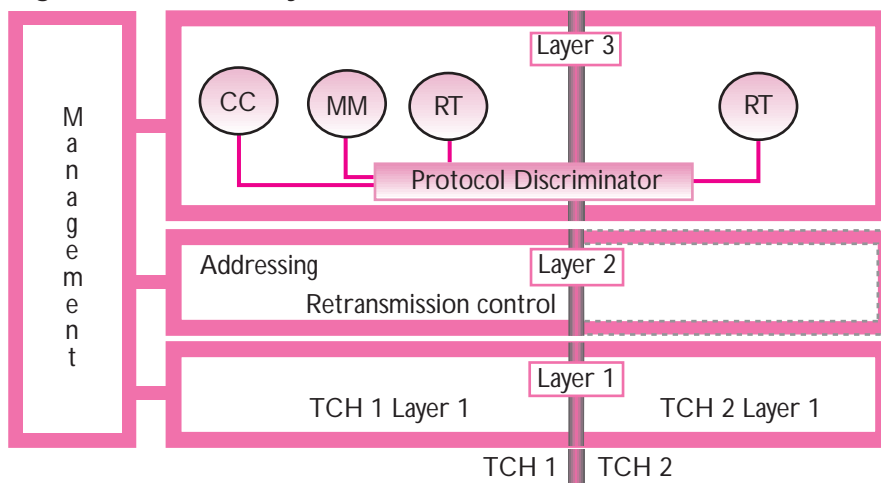 Layer 3
CC MM RT RT
Protocol Discriminator
Management
Addressing Layer 2
Retransmission control
Layer 1
TCH 1 Layer 1 TCH 2 Layer 1
TCH 1 TCH 2